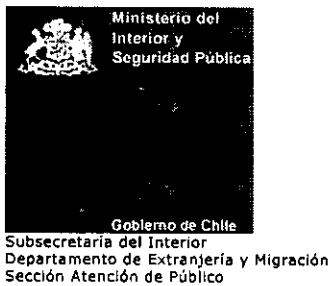 Ministerio del
Interior y
Seguridad Pública
Gobierno de Chile
Subsecretaría del Interior
Departamento de Extranjería y Migración
Sección Atención de Público